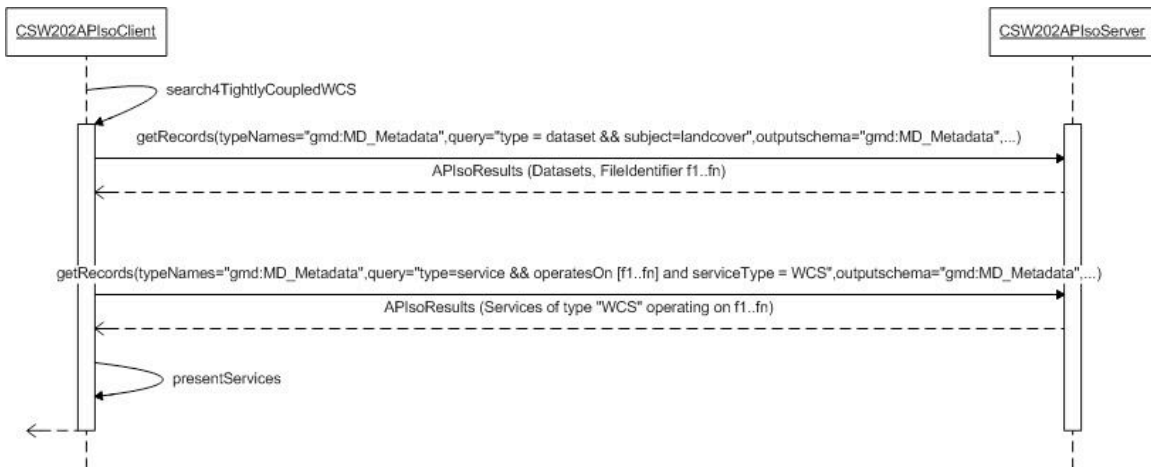 CSW202APIsoClient
CSW202APIsoServer
search4TightlyCoupledWCS
getRecords(typeNames="gmd:MD_Metadata",query="type = dataset && subject=landcover",outputschema="gmd:MD_Metadata",...)
APIsoResults (Datasets, FileIdentifier f1..fn)
getRecords(typeNames="gmd:MD_Metadata",query="type=service && operatesOn [f1..fn] and serviceType = WCS",outputschema="gmd:MD_Metadata",...)
APIsoResults (Services of type "WCS" operating on f1..fn)
presentServices